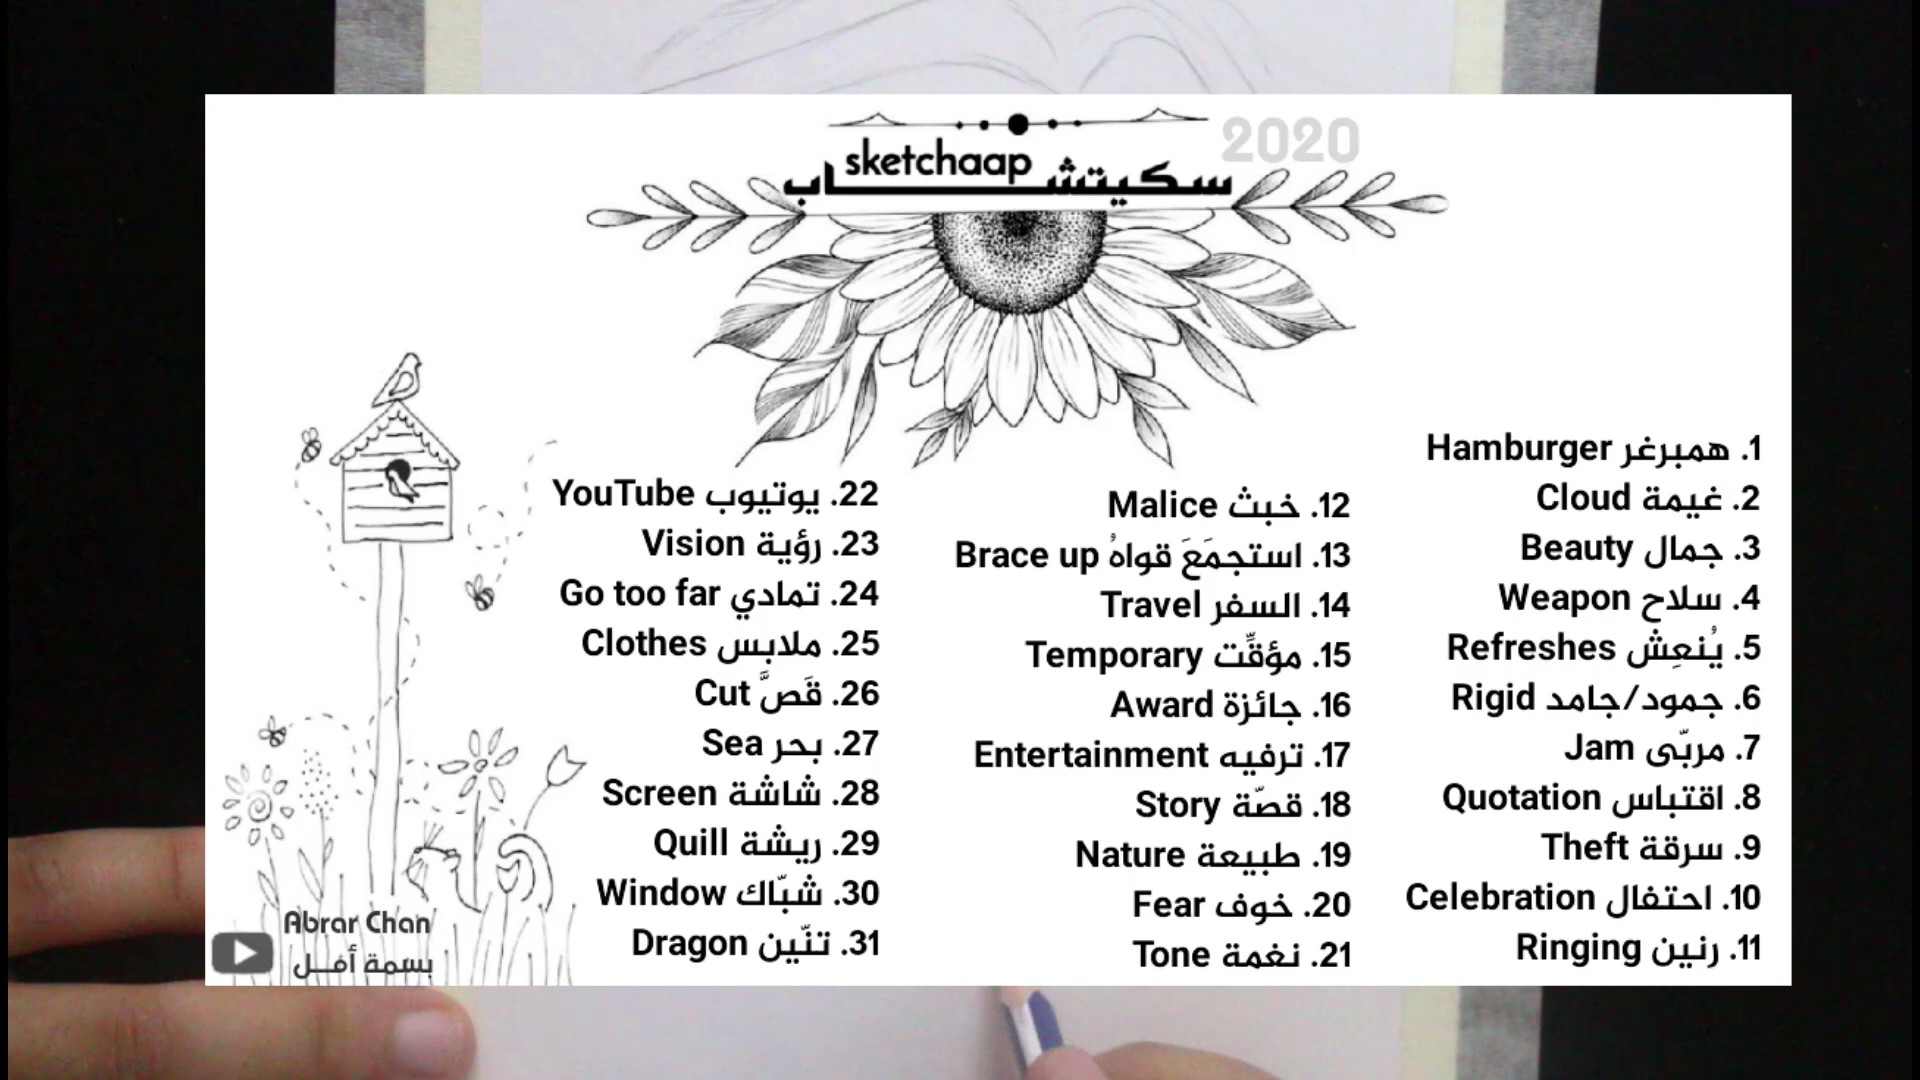 2020
sketchaap
سكيتشـــــــاب
1. همبرغر Hamburger
2. غيمة Cloud
3. جمال Beauty
4. سلاح Weapon
5. يُنعِش Refreshes
6. جمود/جامد Rigid
7. مربّى Jam
8. اقتباس Quotation
9. سرقة Theft
10. احتفال Celebration
11. رنين Ringing
12. خبث Malice
13. استجمَعَ قواهُ Brace up
14. السفر Travel
15. مؤقِّت Temporary
16. جائزة Award
17. ترفيه Entertainment
18. قصّة Story
19. طبيعة Nature
20. خوف Fear
21. نغمة Tone
22. يوتيوب YouTube
23. رؤية Vision
24. تمادي Go too far
25. ملابس Clothes
26. قَصَّ Cut
27. بحر Sea
28. شاشة Screen
29. ريشة Quill
30. شبّاك Window
31. تنّين Dragon
Abrar Chan
بسمة أفــل